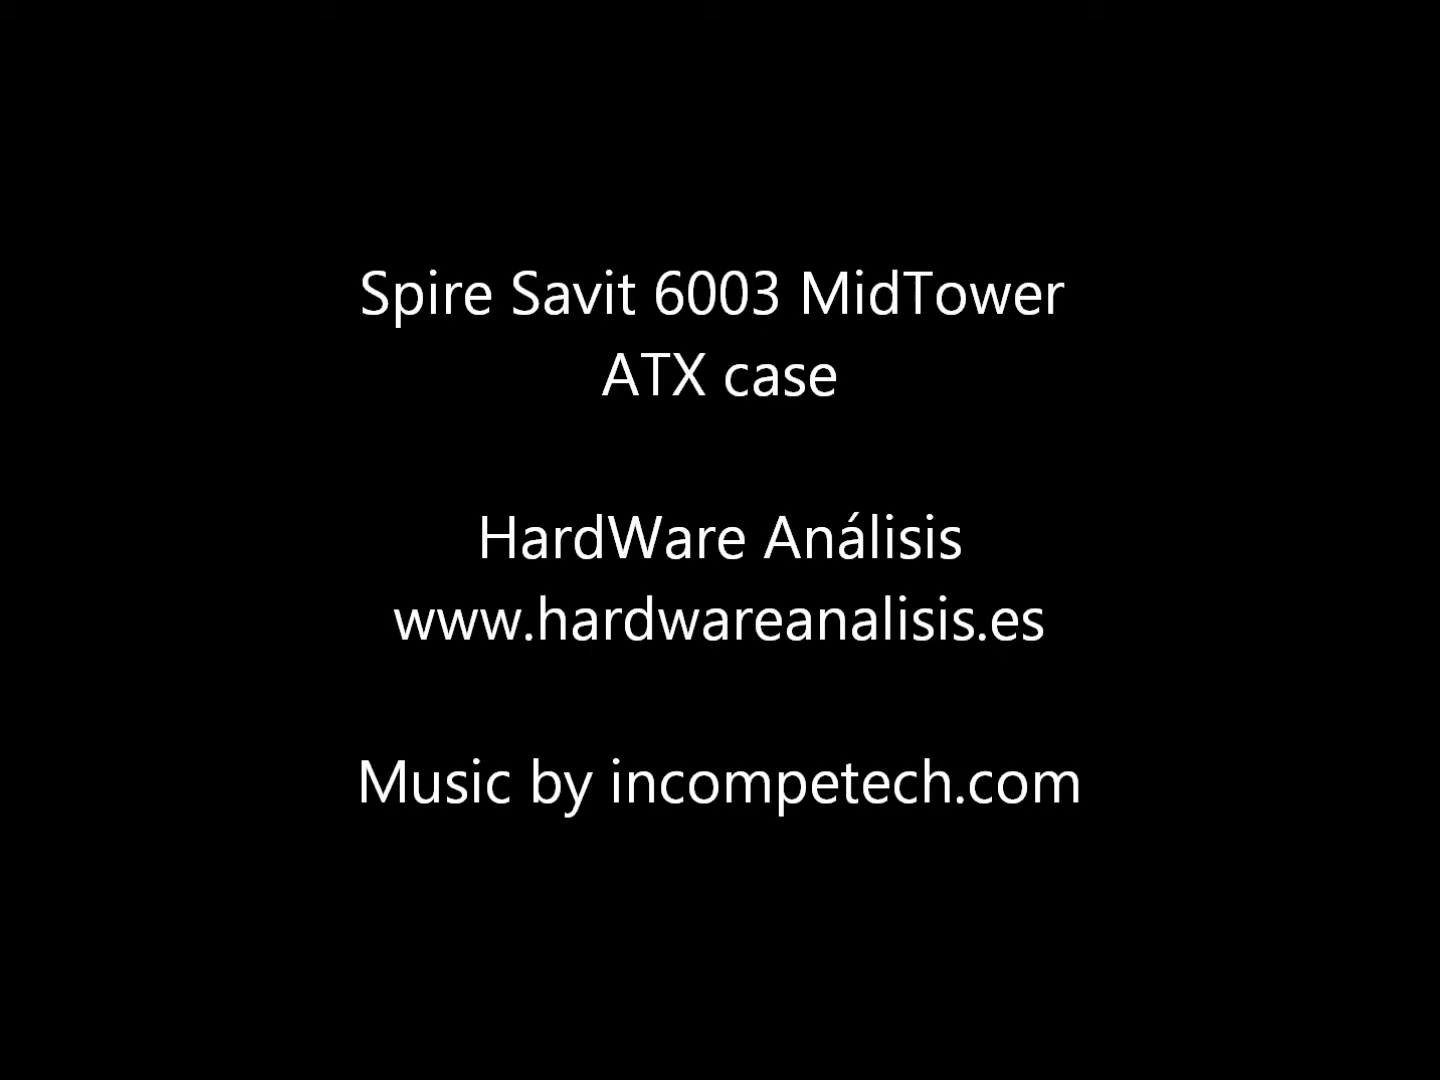 Spire Savit 6003 MidTower
ATX case
HardWare Análisis
www.hardwareanalisis.es
Music by incompetech.com